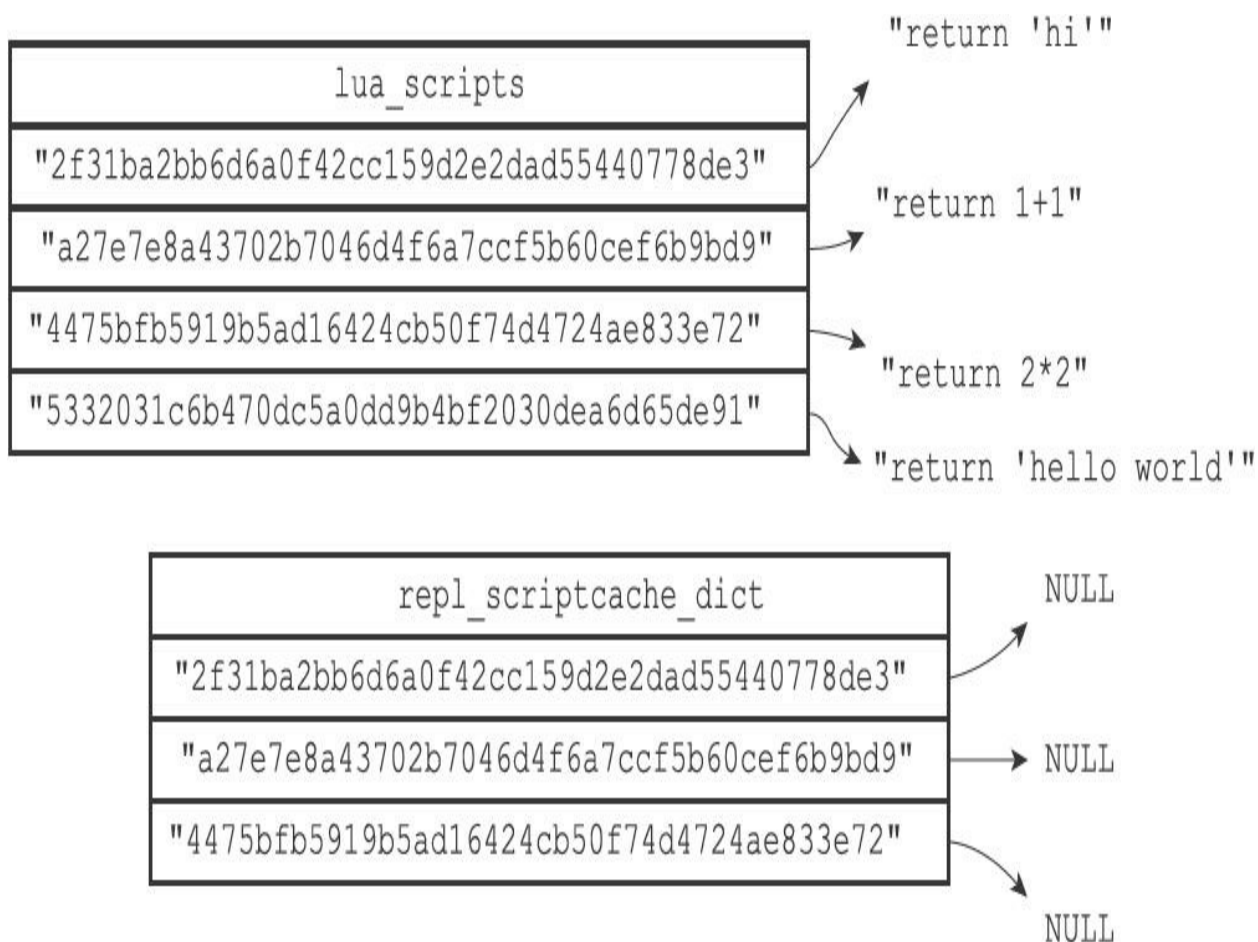 "return 'hi'"
lua_scripts
"2f31ba2bb6d6a0f42cc159d2e2dad55440778de3"
"return 1+1"
"a27e7e8a43702b7046d4f6a7ccf5b60cef6b9bd9"
"4475bfb5919b5ad16424cb50f74d4724ae833e72"
"return 2*2"
"5332031c6b470dc5a0dd9b4bf2030dea6d65de91"
"return 'hello world'"
repl_scriptcache_dict
NULL
"2f31ba2bb6d6a0f42cc159d2e2dad55440778de3"
"a27e7e8a43702b7046d4f6a7ccf5b60cef6b9bd9"
NULL
"4475bfb5919b5ad16424cb50f74d4724ae833e72"
NULL